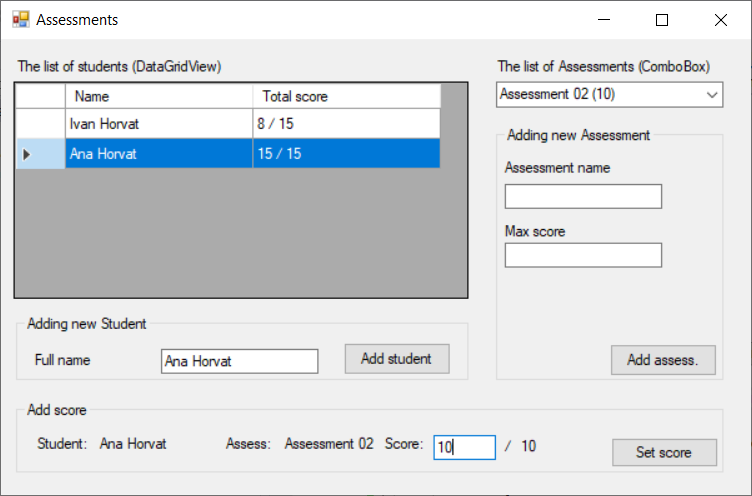 Assessments
The list of students (DataGridView)
Name Total score
Ivan Horvat 8 / 15
Ana Horvat 15 / 15
The list of Assessments (ComboBox)
Assessment 02 (10)
Adding new Assessment
Assessment name
Max score
Add assess.
Adding new Student
Full name Ana Horvat Add student
Add score
Student: Ana Horvat Assess: Assessment 02 Score: 10 / 10 Set score